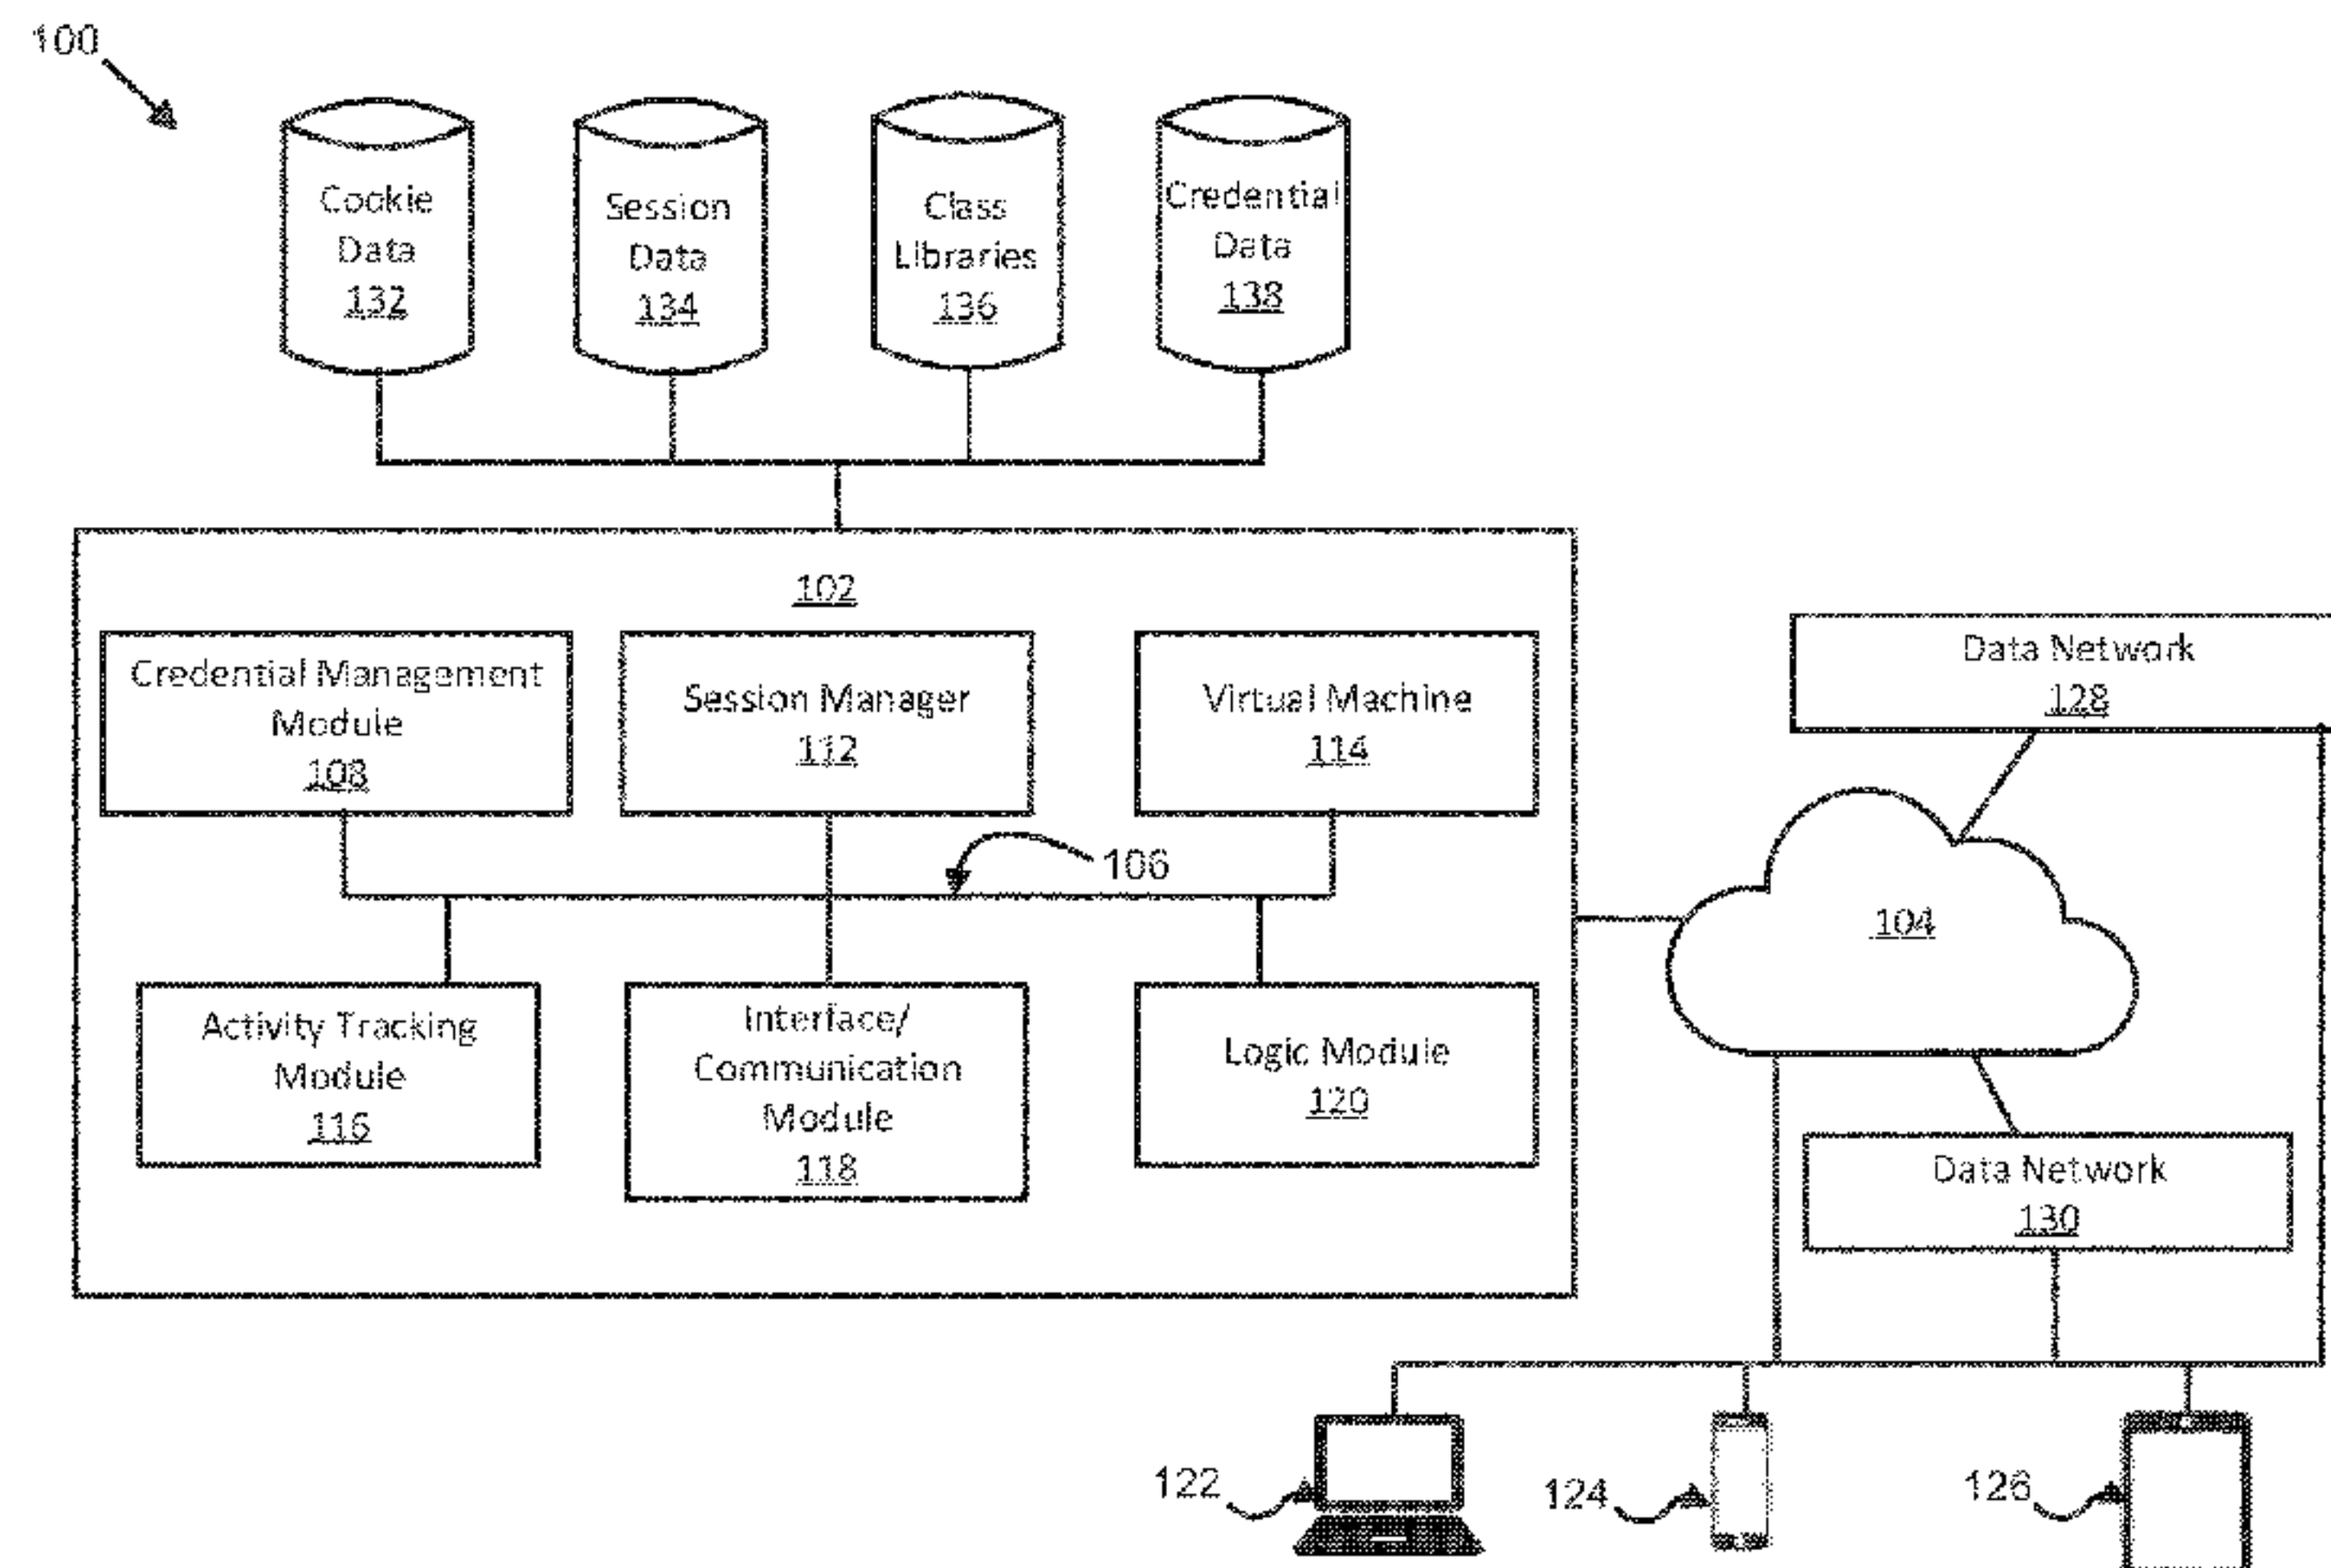 100
Cookie
Data
132
Session
Data
134
Class
Libraries
136
Credential
Data
138
102
Credential Management
Module
108
Session Manager
112
Virtual Machine
114
106
Activity Tracking
Module
116
Interface/
Communication
Module
118
Logic Module
120
Data Network
128
104
Data Network
130
122
124
126